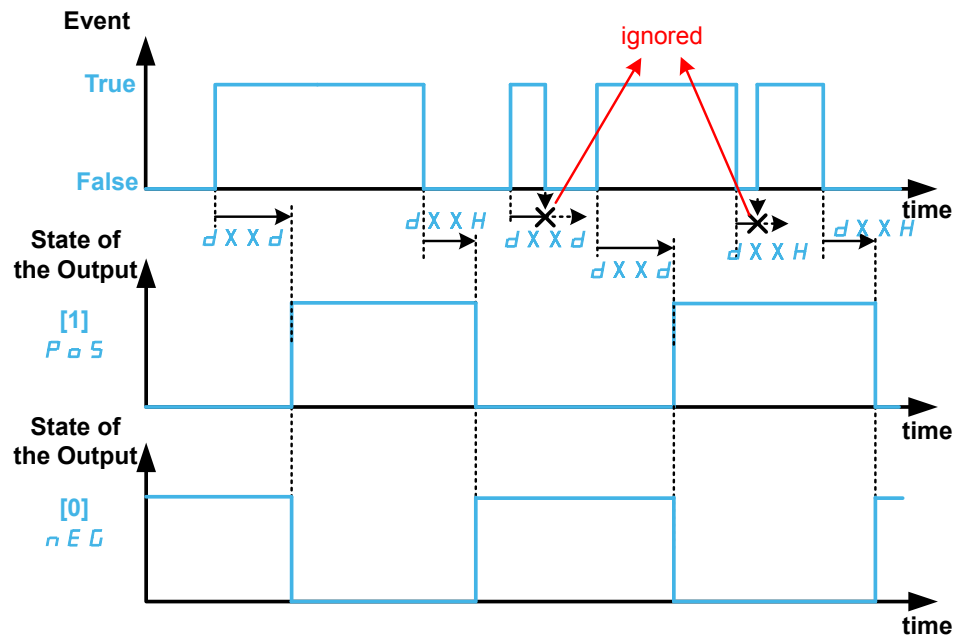 Event
ignored
True
False
time
d X X d
d X X H
d X X d
d X X d
d X X H
d X X H
State of
the Output
[1]
P o S
time
State of
the Output
[0]
n E G
time